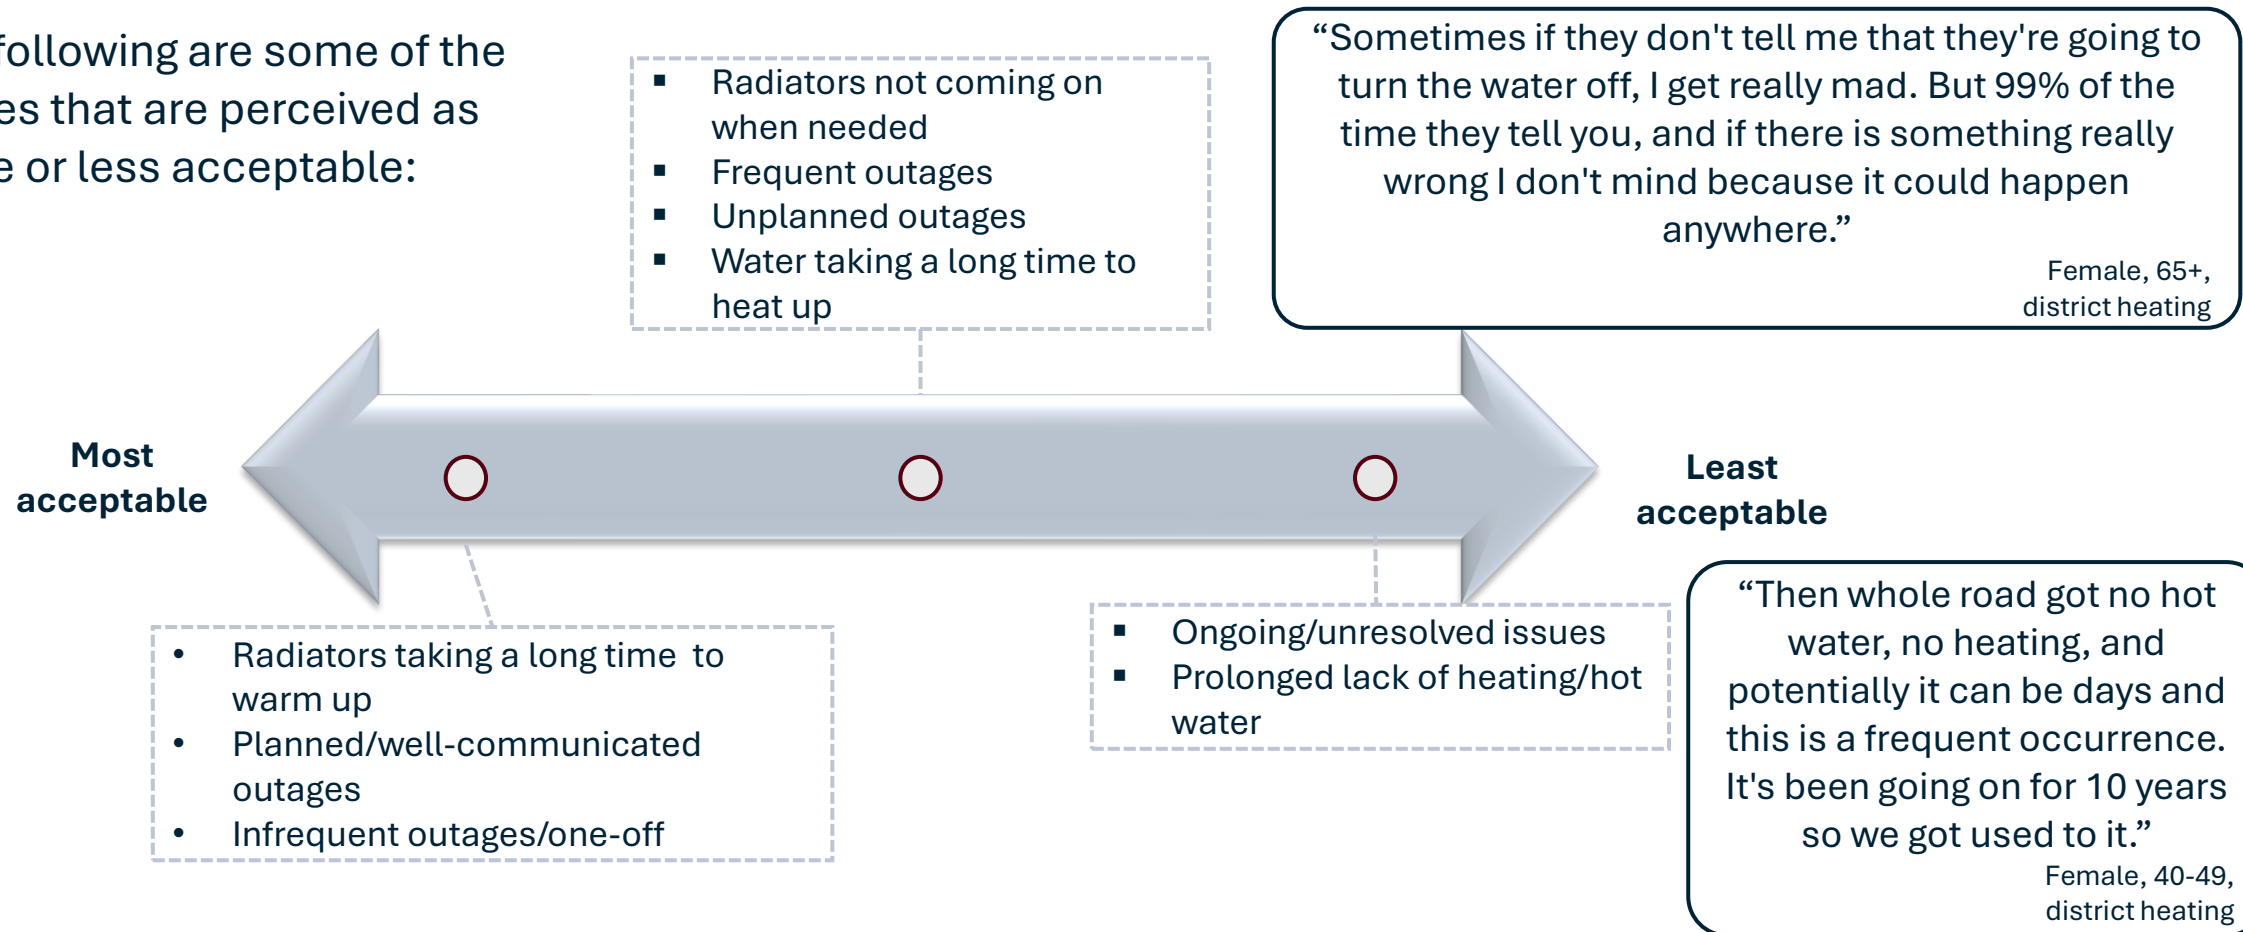 following are some of the
es that are perceived as
e or less acceptable:
▪ Radiators not coming on
when needed
▪ Frequent outages
▪ Unplanned outages
▪ Water taking a long time to
heat up
“Sometimes if they don't tell me that they're going to
turn the water off, I get really mad. But 99% of the
time they tell you, and if there is something really
wrong I don't mind because it could happen
anywhere.”
Female, 65+,
district heating
Most
acceptable
Least
acceptable
• Radiators taking a long time to
warm up
• Planned/well-communicated
outages
• Infrequent outages/one-off
▪ Ongoing/unresolved issues
▪ Prolonged lack of heating/hot
water
“Then whole road got no hot
water, no heating, and
potentially it can be days and
this is a frequent occurrence.
It's been going on for 10 years
so we got used to it.”
Female, 40-49,
district heating